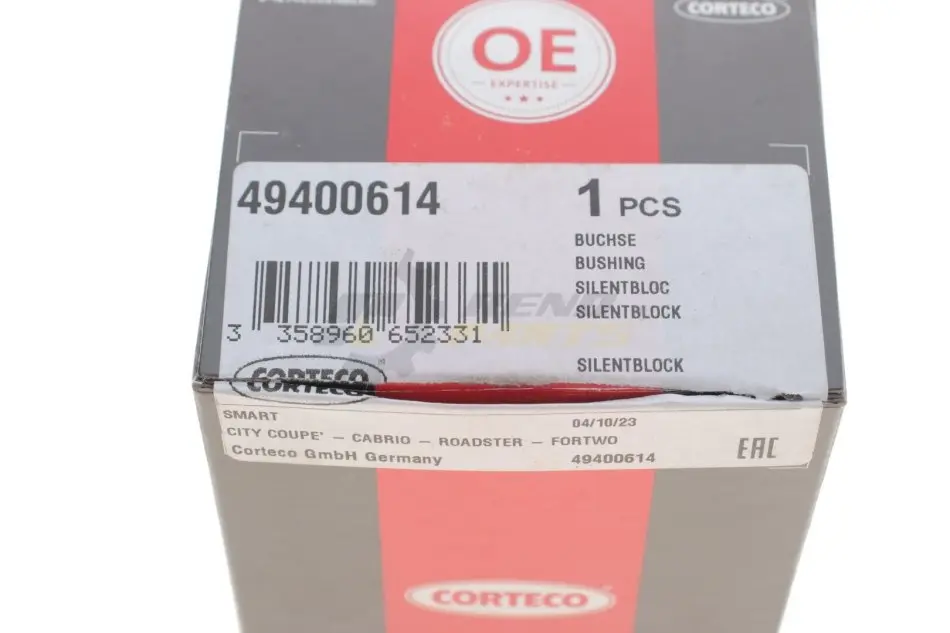 CORTECO
OE
EXPERTISE
49400614
1 PCS
BUCHSE
BUSHING
SILENTBLOC
SILENTBLOCK
SILENTBLOCK
3 358960 652331
CORTECO
SMART
04/10/23
CITY COUPE' - CABRIO - ROADSTER - FORTWO
Corteco GmbH Germany
49400614
EAC
CORTECO